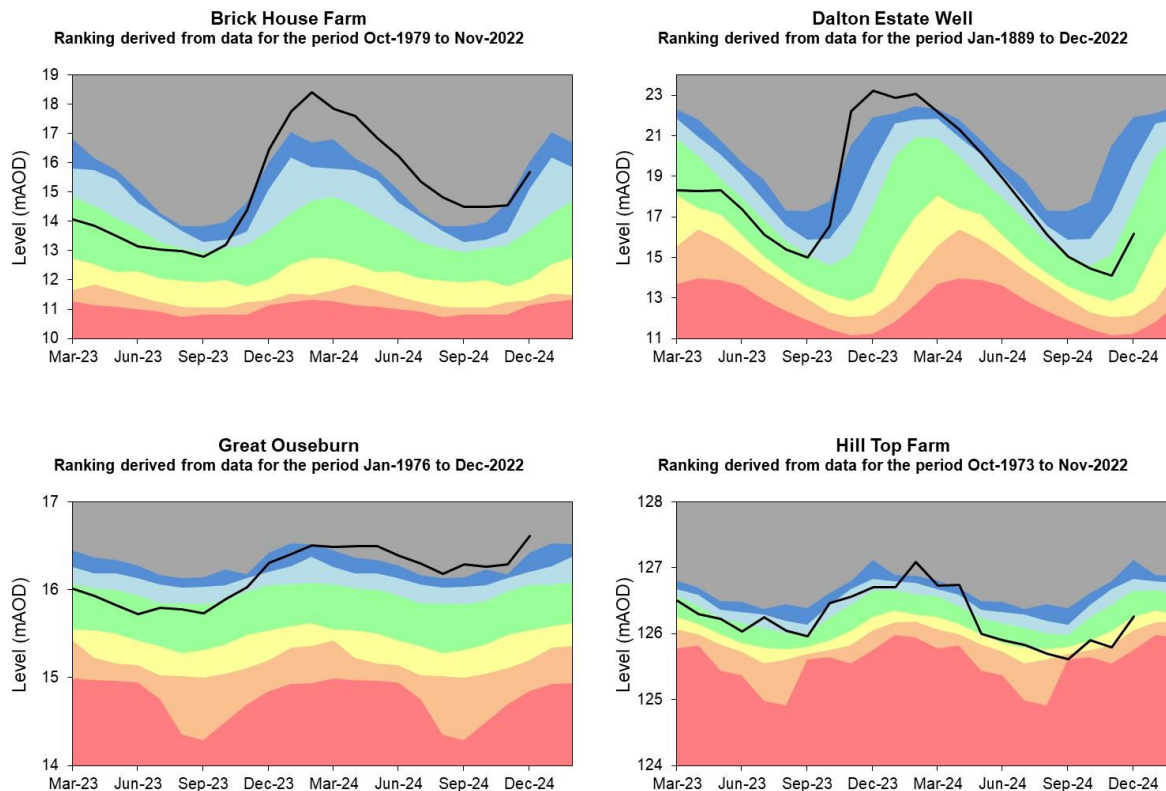 Brick House Farm
Ranking derived from data for the period Oct-1979 to Nov-2022
19
18
17
16
15
14
13
12
11
10
Level (mAOD)
Mar-23 Jun-23 Sep-23 Dec-23 Mar-24 Jun-24 Sep-24 Dec-24
Dalton Estate Well
Ranking derived from data for the period Jan-1889 to Dec-2022
23
21
19
17
15
13
11
Level (mAOD)
Mar-23 Jun-23 Sep-23 Dec-23 Mar-24 Jun-24 Sep-24 Dec-24
Great Ouseburn
Ranking derived from data for the period Jan-1976 to Dec-2022
17
16
15
14
Level (mAOD)
Mar-23 Jun-23 Sep-23 Dec-23 Mar-24 Jun-24 Sep-24 Dec-24
Hill Top Farm
Ranking derived from data for the period Oct-1973 to Nov-2022
128
127
126
125
124
Level (mAOD)
Mar-23 Jun-23 Sep-23 Dec-23 Mar-24 Jun-24 Sep-24 Dec-24